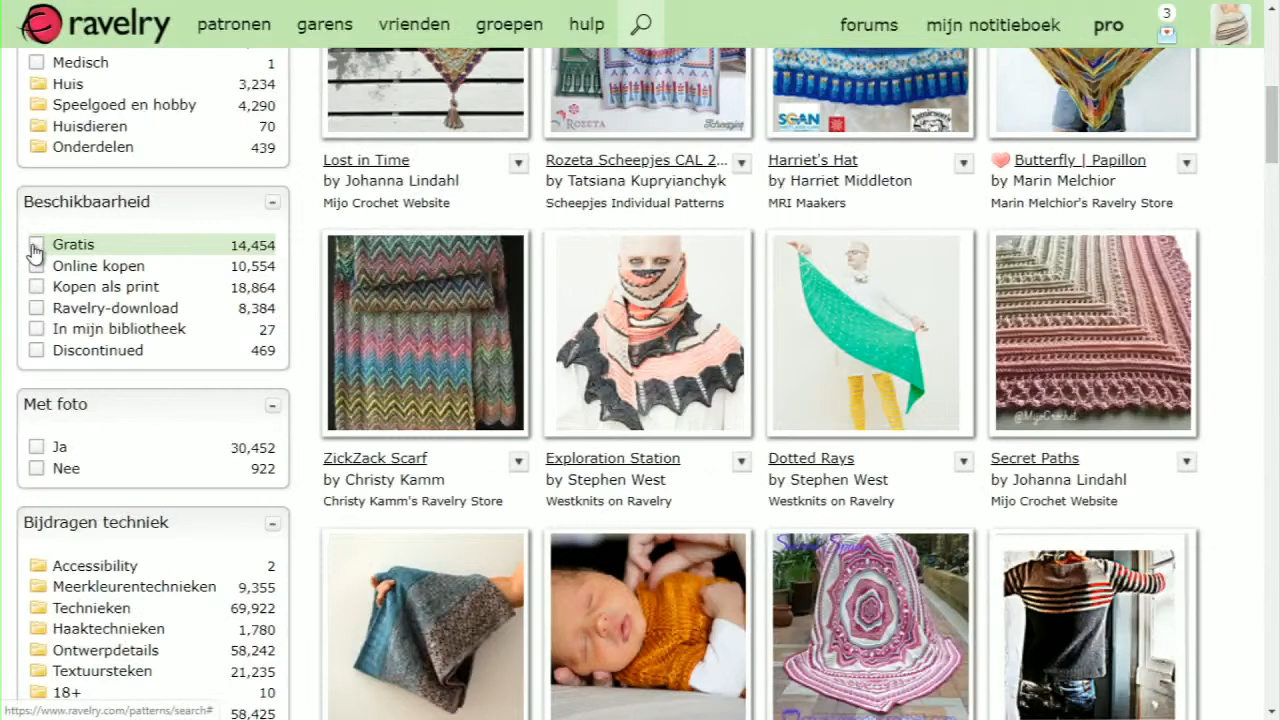 ravelry patronen garens vrienden groepen hulp forums mijn notitieboek pro 3
Medisch 1
Huis 3,234
Speelgoed en hobby 4,290
Huisdieren 70
Onderdelen 439
Beschikbaarheid
Gratis 14,454
Online kopen 10,554
Kopen als print 18,864
Ravelry-download 8,384
In mijn bibliotheek 27
Discontinued 469
Met foto
Ja 30,452
Nee 922
Bijdragen techniek
Accessibility 2
Meerkleurentechnieken 9,355
Technieken 69,922
Haaktechnieken 1,780
Ontwerpdetails 58,242
Textuursteken 21,235
18+ 10
58,425
https://www.ravelry.com/patterns/search#
ROZETA Scheepjes
Lost in Time
by Johanna Lindahl
Mijo Crochet Website
Rozeta Scheepjes CAL 2...
by Tatsiana Kupryianchyk
Scheepjes Individual Patterns
Harriet's Hat
by Harriet Middleton
MRI Maakers
Butterfly | Papillon
by Marin Melchior
Marin Melchior's Ravelry Store
@MijoCrochet
ZickZack Scarf
by Christy Kamm
Christy Kamm's Ravelry Store
Exploration Station
by Stephen West
Westknits on Ravelry
Dotted Rays
by Stephen West
Westknits on Ravelry
Secret Paths
by Johanna Lindahl
Mijo Crochet Website